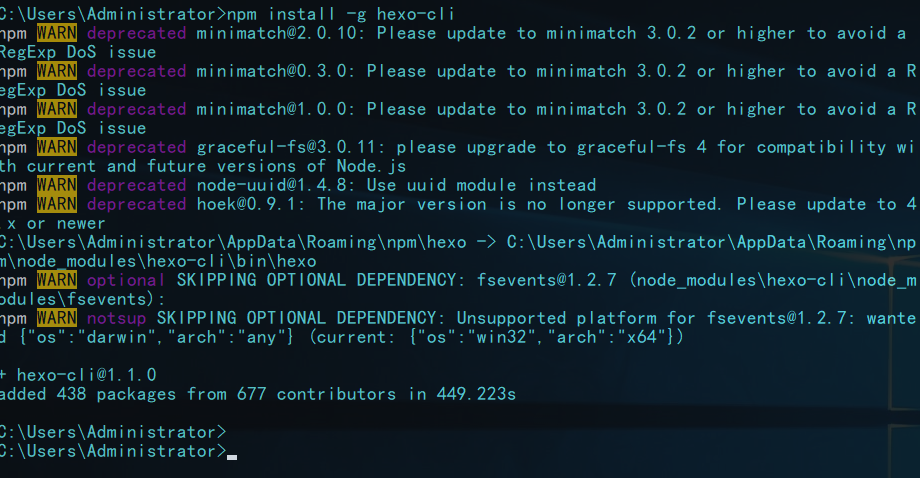 C:\Users\Administrator>npm install -g hexo-cli
npm WARN deprecated minimatch@2.0.10: Please update to minimatch 3.0.2 or higher to avoid a
RegExp DoS issue
npm WARN deprecated minimatch@0.3.0: Please update to minimatch 3.0.2 or higher to avoid a R
egExp DoS issue
npm WARN deprecated minimatch@1.0.0: Please update to minimatch 3.0.2 or higher to avoid a R
egExp DoS issue
npm WARN deprecated graceful-fs@3.0.11: please upgrade to graceful-fs 4 for compatibility wi
th current and future versions of Node.js
npm WARN deprecated node-uuid@1.4.8: Use uuid module instead
npm WARN deprecated hoek@0.9.1: The major version is no longer supported. Please update to 4
.x or newer
C:\Users\Administrator\AppData\Roaming\npm\hexo -> C:\Users\Administrator\AppData\Roaming\np
m\node_modules\hexo-cli\bin\hexo
npm WARN optional SKIPPING OPTIONAL DEPENDENCY: fsevents@1.2.7 (node_modules\hexo-cli\node_m
odules\fsevents):
npm WARN notsup SKIPPING OPTIONAL DEPENDENCY: Unsupported platform for fsevents@1.2.7: wante
d {"os":"darwin","arch":"any"} (current: {"os":"win32","arch":"x64"})
+ hexo-cli@1.1.0
added 438 packages from 677 contributors in 449.223s
C:\Users\Administrator>
C:\Users\Administrator>